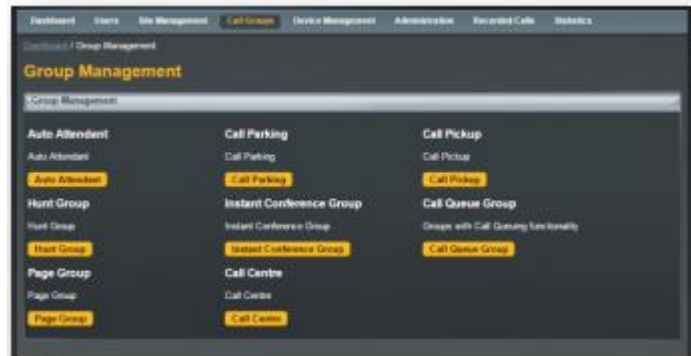 Dashboard Users Site Management Call Groups Device Management Administration Recorded Calls Statistics
Dashboard / Group Management
Group Management
Group Management
Auto Attendent Call Parking Call Pickup
Auto Attendant Call Parking Call Pickup
Auto Attendant Call Parking Call Pickup
Hunt Group Instant Conference Group Call Queue Group
Hunt Group Instant Conference Group Groups with Call Queuing functionality
Hunt Group Instant Conference Group Call Queue Group
Page Group Call Centre
Page Group Call Centre
Page Group Call Centre